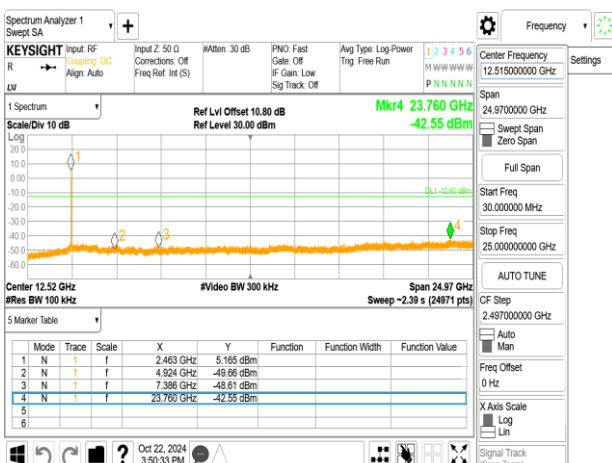 Spectrum Analyzer 1
Swept SA
Frequency
KEYSIGHT
R
Input: RF
Coupling: DC
Align: Auto
Input Z: 50 Ω
Corrections: Off
Freq Ref: Int (S)
#Atten: 30 dB
PNO: Fast
Gate: Off
IF Gain: Low
Sig Track: Off
Avg Type: Log-Power
Trig: Free Run
1 2 3 4 5 6
M W W W W W
P N N N N N
Center Frequency
12.515000000 GHz
Settings
Span
24.9700000 GHz
Swept Span
Zero Span
Full Span
Start Freq
30.000000 MHz
Stop Freq
25.000000000 GHz
AUTO TUNE
CF Step
2.497000000 GHz
Auto
Man
Freq Offset
0 Hz
X Axis Scale
Log
Lin
Signal Track
1 Spectrum
Scale/Div 10 dB
Ref Lvl Offset 10.80 dB
Ref Level 30.00 dBm
Mkr4 23.760 GHz
-42.55 dBm
Log
20.0
10.0
0.00
-10.0
-20.0
-30.0
-40.0
-50.0
-60.0
1
2
3
4
DL1 -12.60 dBm
Center 12.52 GHz
#Res BW 100 kHz
#Video BW 300 kHz
Span 24.97 GHz
Sweep ~2.39 s (24971 pts)
5 Marker Table
Mode Trace Scale X Y Function Function Width Function Value
1 N 1 f 2.463 GHz 5.165 dBm
2 N 1 f 4.924 GHz -49.66 dBm
3 N 1 f 7.386 GHz -48.61 dBm
4 N 1 f 23.760 GHz -42.55 dBm
5
6
Oct 22, 2024
3:50:33 PM